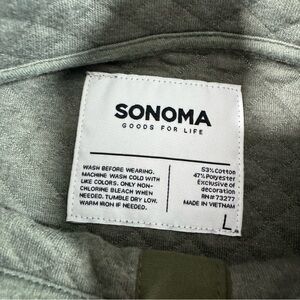 SONOMA
GOODS FOR LIFE
WASH BEFORE WEARING.
MACHINE WASH COLD WITH
LIKE COLORS. ONLY NON-
CHLORINE BLEACH WHEN
NEEDED. TUMBLE DRY LOW.
WARM IRON IF NEEDED.
53% Cotton
47% Polyester
Exclusive of
decoration
RN# 73277
MADE IN VIETNAM
L